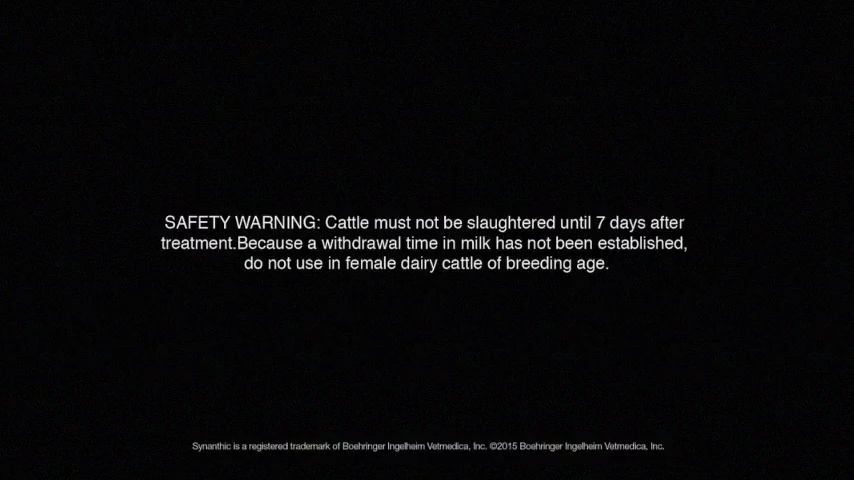 SAFETY WARNING: Cattle must not be slaughtered until 7 days after
treatment.Because a withdrawal time in milk has not been established,
do not use in female dairy cattle of breeding age.
Synanthic is a registered trademark of Boehringer Ingelheim Vetmedica, Inc. ©2015 Boehringer Ingelheim Vetmedica, Inc.